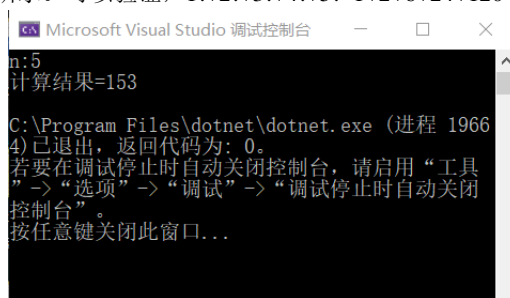 Microsoft Visual Studio 调试控制台
n:5
计算结果=153
C:\Program Files\dotnet\dotnet.exe (进程 1966
4)已退出，返回代码为: 0。
若要在调试停止时自动关闭控制台，请启用“工具
”->“选项”->“调试”->“调试停止时自动关闭
控制台”。
按任意键关闭此窗口...